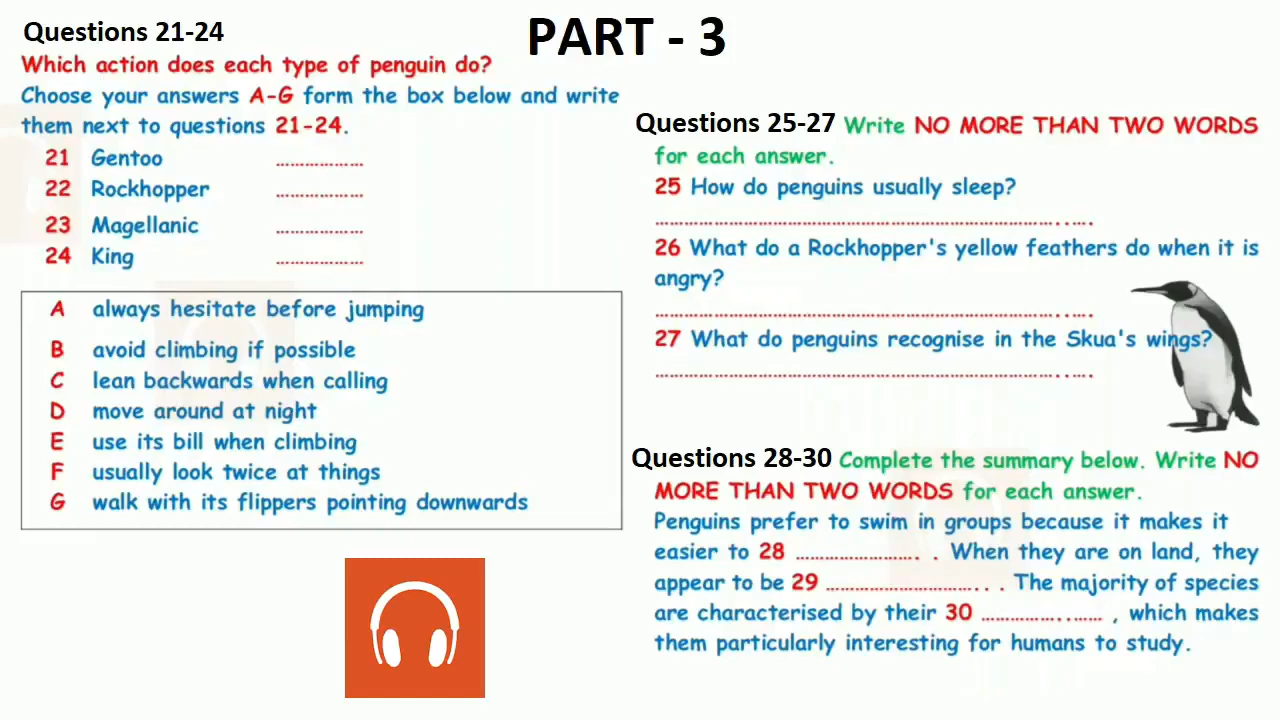 PART - 3
Questions 21-24
Which action does each type of penguin do?
Choose your answers A-G form the box below and write
them next to questions 21-24.
21 Gentoo ..................
22 Rockhopper ..................
23 Magellanic ..................
24 King ..................
A always hesitate before jumping
B avoid climbing if possible
C lean backwards when calling
D move around at night
E use its bill when climbing
F usually look twice at things
G walk with its flippers pointing downwards
Questions 25-27 Write NO MORE THAN TWO WORDS
for each answer.
25 How do penguins usually sleep?
……………………………………………………………………………..….
26 What do a Rockhopper's yellow feathers do when it is
angry?
……………………………………………………………………………..….
27 What do penguins recognise in the Skua's wings?
……………………………………………………………………………..….
Questions 28-30 Complete the summary below. Write NO
MORE THAN TWO WORDS for each answer.
Penguins prefer to swim in groups because it makes it
easier to 28 ……………………. . When they are on land, they
appear to be 29 ………………………….. . The majority of species
are characterised by their 30 ……………..…… , which makes
them particularly interesting for humans to study.